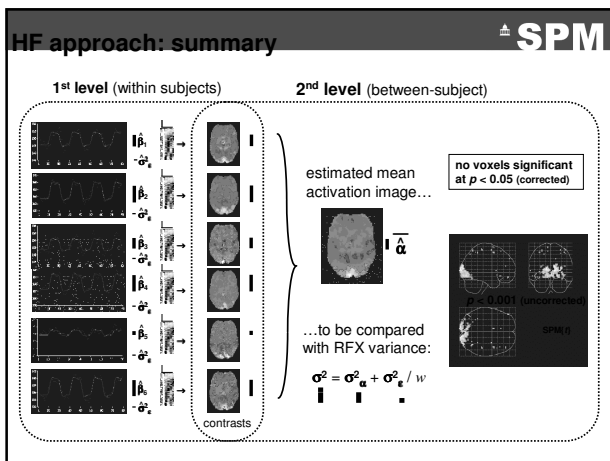 HF approach: summary
SPM
1st level (within subjects)
2nd level (between-subject)
β̂1
- σ̂²ε
β̂2
- σ̂²ε
β̂3
- σ̂²ε
β̂4
- σ̂²ε
β̂5
- σ̂²ε
β̂6
- σ̂²ε
contrasts
estimated mean
activation image…
α̂
…to be compared
with RFX variance:
σ² = σ²α + σ²ε / w
no voxels significant
at p < 0.05 (corrected)
p < 0.001 (uncorrected)
SPM{t}